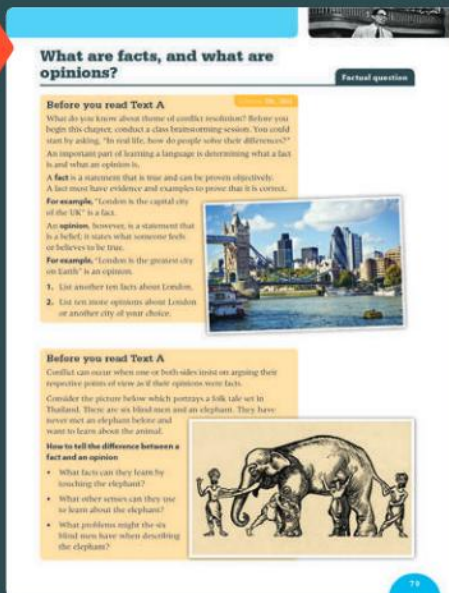 What are facts, and what are
opinions?
Factual question
Before you read Text A
What do you know about theme of conflict resolution? Before you
begin this chapter, conduct a class brainstorming session. You could
start by asking, "In real life, how do people solve their differences?"
An important part of learning a language is determining what a fact
is and what an opinion is.
A fact is a statement that is true and can be proven objectively.
A fact must have evidence and examples to prove that it is correct.
For example, "London is the capital city
of the UK" is a fact.
An opinion, however, is a statement that
is a belief; it states what someone feels
or believes to be true.
For example, "London is the greatest city
on Earth" is an opinion.
1. List another ten facts about London.
2. List ten more opinions about London
or another city of your choice.
Before you read Text A
Conflict can occur when one or both sides insist on arguing their
respective points of view as if their opinions were facts.
Consider the picture below which portrays a folk tale set in
Thailand. There are six blind men and an elephant. They have
never met an elephant before and
want to learn about the animal.
How to tell the difference between a
fact and an opinion
• What facts can they learn by
touching the elephant?
• What other senses can they use
to learn about the elephant?
• What problems might the six
blind men have when describing
the elephant?
79